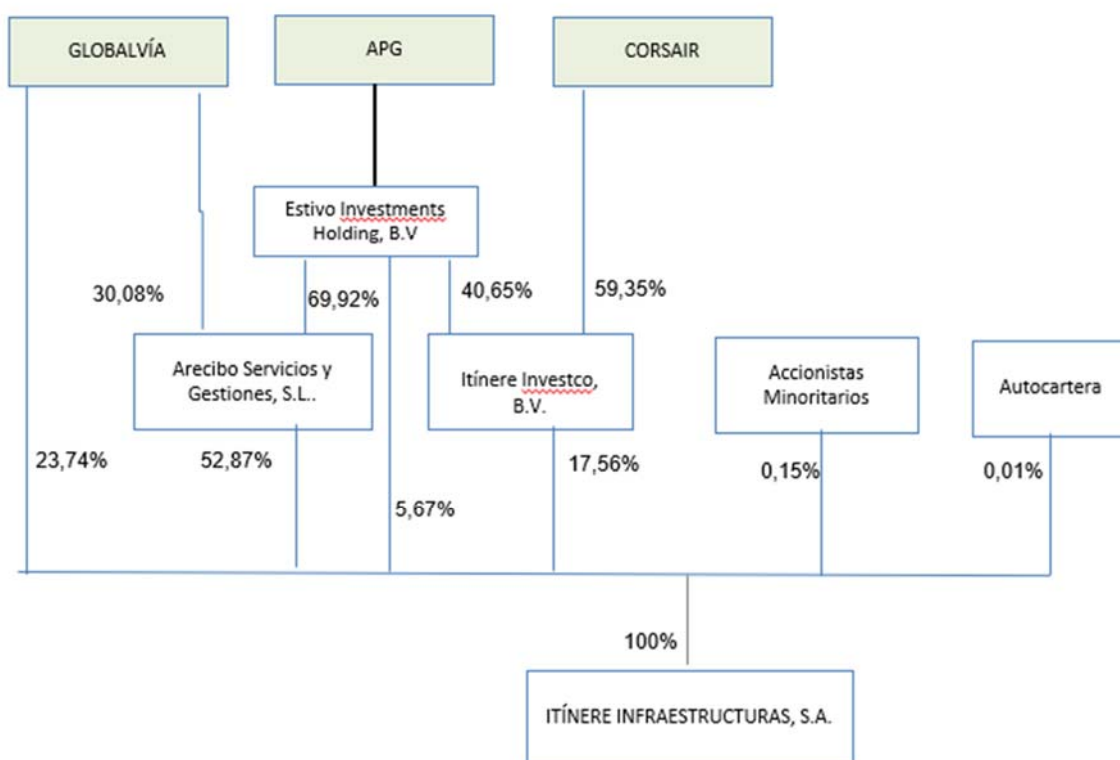 GLOBALVÍA
APG
CORSAIR
Estivo Investments
Holding, B.V
30,08%
69,92%
40,65%
59,35%
Arecibo Servicios y
Gestiones, S.L..
Itínere Investco,
B.V.
Accionistas
Minoritarios
Autocartera
23,74%
52,87%
5,67%
17,56%
0,15%
0,01%
100%
ITÍNERE INFRAESTRUCTURAS, S.A.